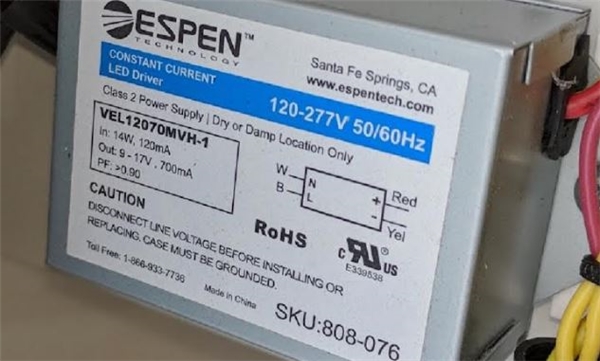 ESPEN™
TECHNOLOGY
Santa Fe Springs, CA
www.espentech.com
CONSTANT CURRENT
LED Driver
120-277V 50/60Hz
Class 2 Power Supply | Dry or Damp Location Only
VEL12070MVH-1
In: 14W, 120mA
Out: 9 - 17V - 700mA
PF: >0.90
W
B
N
L
+
-
Red
Yel
CAUTION
DISCONNECT LINE VOLTAGE BEFORE INSTALLING OR
REPLACING. CASE MUST BE GROUNDED.
RoHS
c RU us
E339538
Toll Free: 1-866-933-7736
Made in China
SKU:808-076